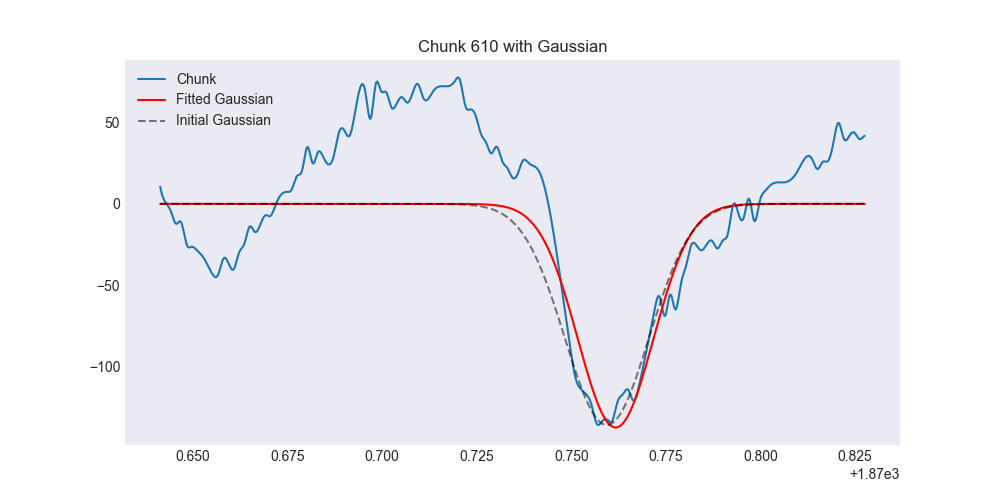 Chunk 610 with Gaussian
Chunk
Fitted Gaussian
Initial Gaussian
50
0
−50
−100
0.650 0.675 0.700 0.725 0.750 0.775 0.800 0.825
+1.87e3